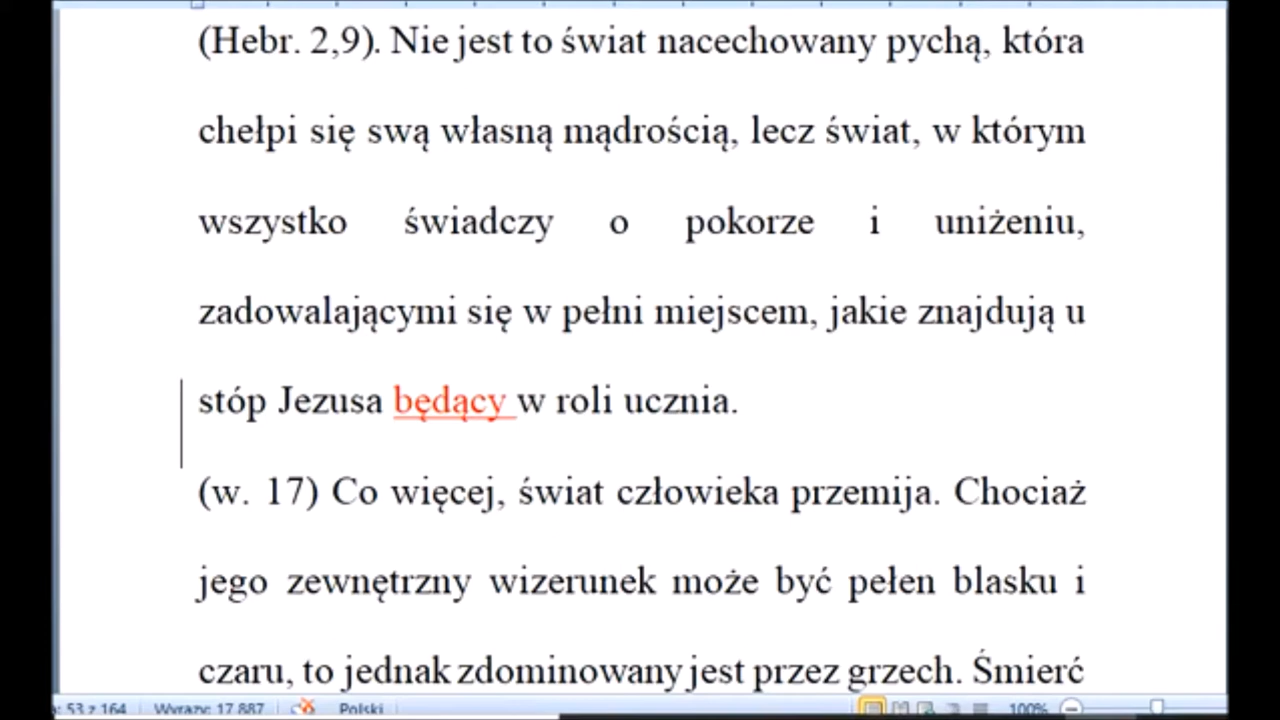 (Hebr. 2,9). Nie jest to świat nacechowany pychą, która
chełpi się swą własną mądrością, lecz świat, w którym
wszystko świadczy o pokorze i uniżeniu,
zadowalającymi się w pełni miejscem, jakie znajdują u
stóp Jezusa będący w roli ucznia.
(w. 17) Co więcej, świat człowieka przemija. Chociaż
jego zewnętrzny wizerunek może być pełen blasku i
czaru, to jednak zdominowany jest przez grzech. Śmierć
: 53 z 164 Wyrazy: 17 887 Polski 100%